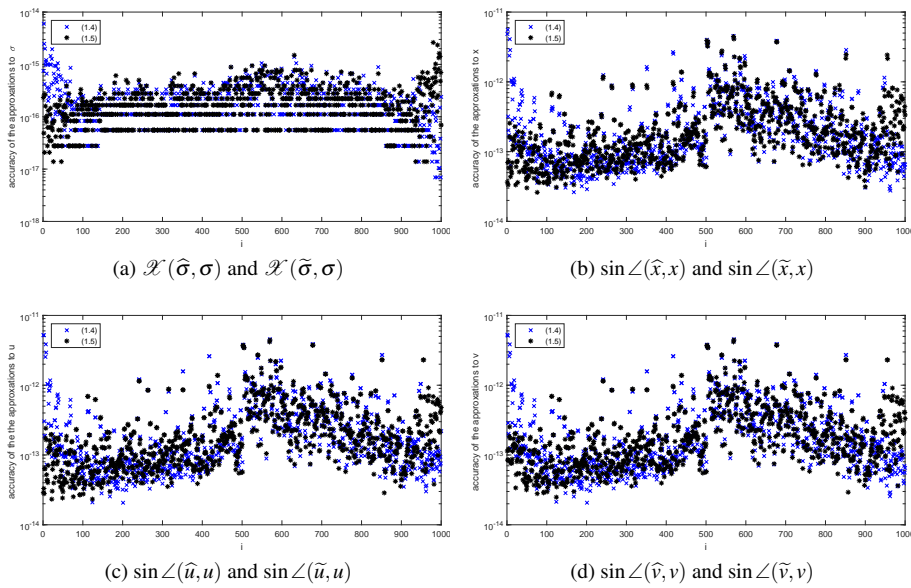 10^-14
10^-15
10^-16
10^-17
10^-18
accuracy of the approxations to σ
(1.4)
(1.5)
0 100 200 300 400 500 600 700 800 900 1000
i
(a) 𝒳(σ̂,σ) and 𝒳(σ̃,σ)
10^-11
10^-12
10^-13
10^-14
accuracy of the approxations to x
(1.4)
(1.5)
0 100 200 300 400 500 600 700 800 900 1000
i
(b) sin∠(x̂,x) and sin∠(x̃,x)
10^-11
10^-12
10^-13
10^-14
accuracy of the the approxations to u
(1.4)
(1.5)
0 100 200 300 400 500 600 700 800 900 1000
i
(c) sin∠(û,u) and sin∠(ũ,u)
10^-11
10^-12
10^-13
10^-14
accuracy of the approxations to v
(1.4)
(1.5)
0 100 200 300 400 500 600 700 800 900 1000
i
(d) sin∠(v̂,v) and sin∠(ṽ,v)